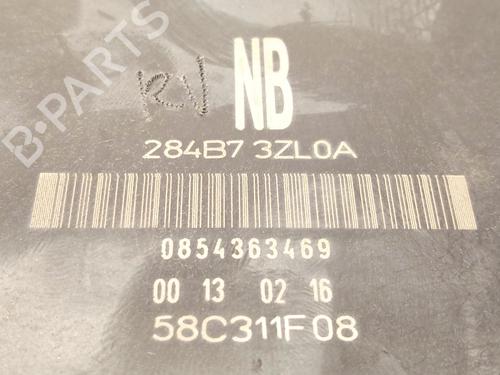 NB
284B7 3ZL0A
0854363469
00 13 02 16
58C311F08
B-PARTS